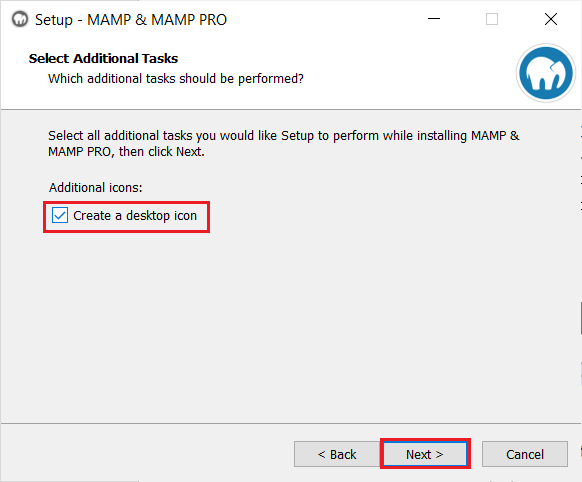 Setup - MAMP & MAMP PRO
Select Additional Tasks
Which additional tasks should be performed?
Select all additional tasks you would like Setup to perform while installing MAMP &
MAMP PRO, then click Next.
Additional icons:
Create a desktop icon
< Back
Next >
Cancel